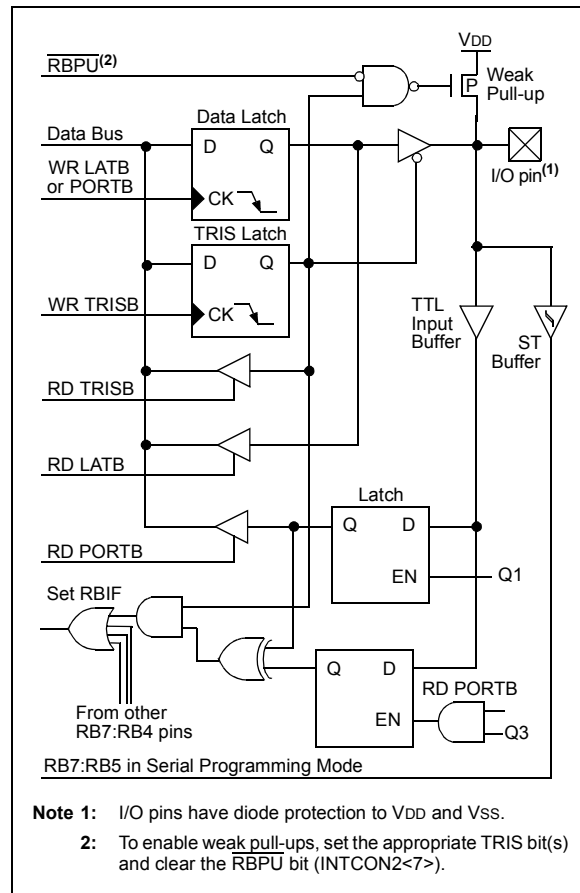 VDD
RBPU(2)
P
Weak
Pull-up
Data Latch
Data Bus
D Q
WR LATB
or PORTB
CK
I/O pin(1)
TRIS Latch
D Q
TTL
Input
Buffer
WR TRISB
CK
ST
Buffer
RD TRISB
RD LATB
Latch
Q D
RD PORTB
EN
Q1
Set RBIF
Q D
RD PORTB
EN
Q3
From other
RB7:RB4 pins
RB7:RB5 in Serial Programming Mode
Note 1: I/O pins have diode protection to VDD and VSS.
2: To enable weak pull-ups, set the appropriate TRIS bit(s)
and clear the RBPU bit (INTCON2<7>).